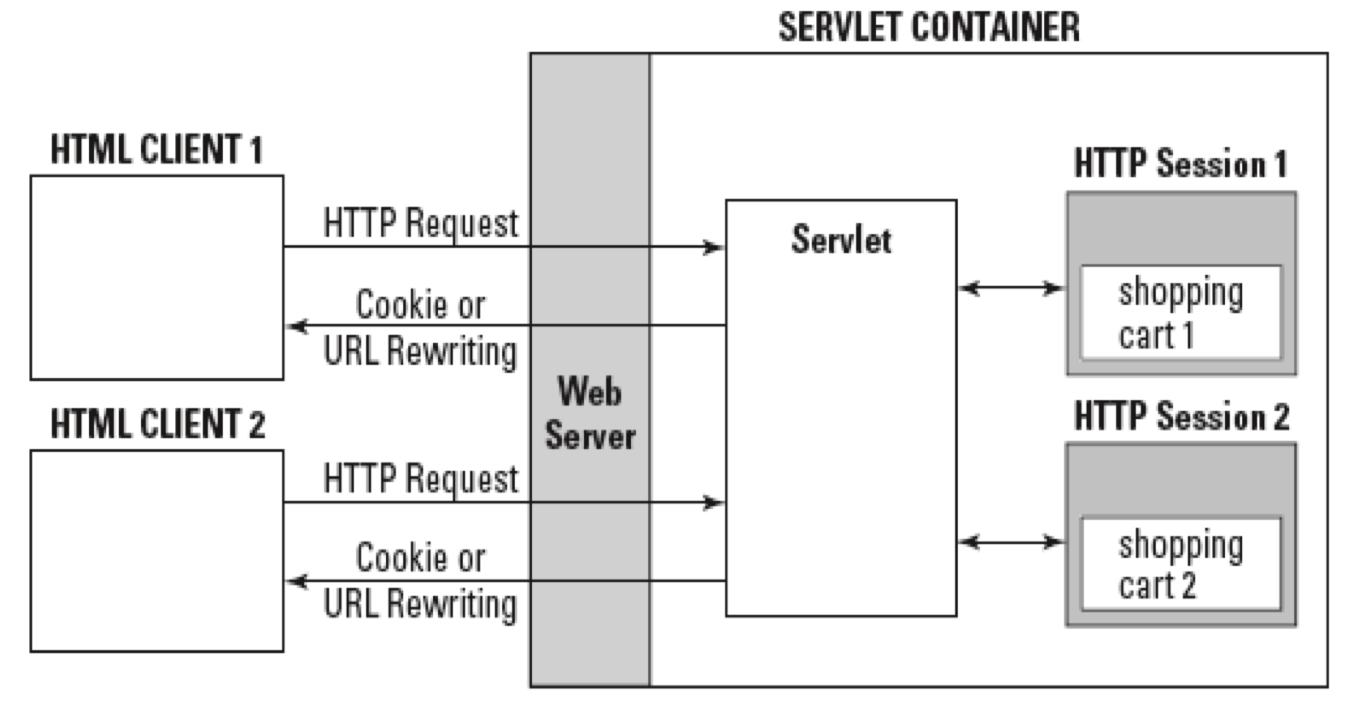 SERVLET CONTAINER
HTML CLIENT 1
HTTP Request
Cookie or
URL Rewriting
HTML CLIENT 2
HTTP Request
Cookie or
URL Rewriting
Web
Server
Servlet
HTTP Session 1
shopping
cart 1
HTTP Session 2
shopping
cart 2